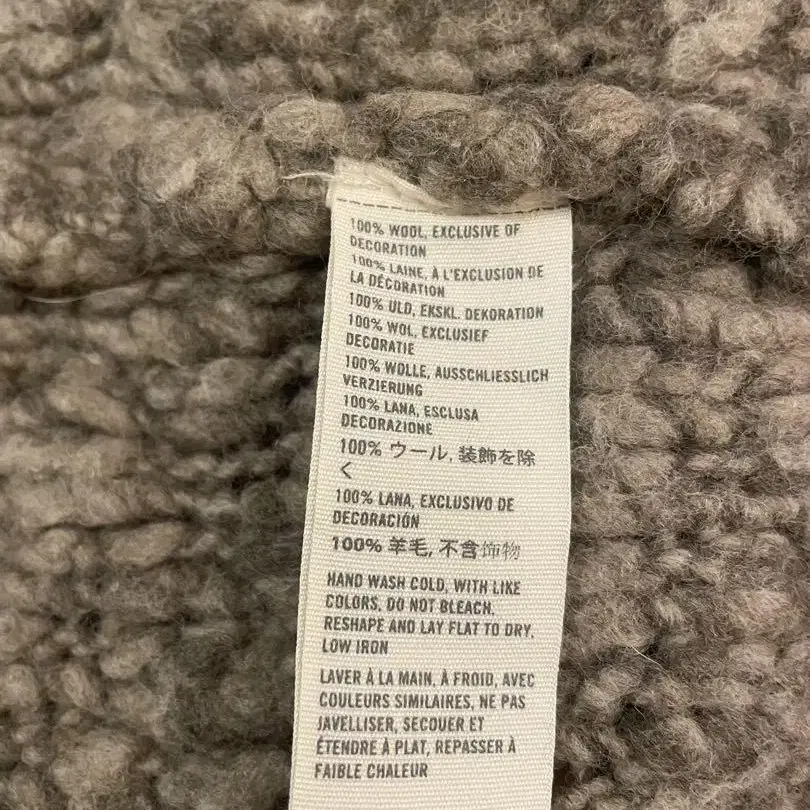 100% WOOL, EXCLUSIVE OF
DECORATION
100% LAINE, À L'EXCLUSION DE
LA DÉCORATION
100% ULD, EKSKL. DEKORATION
100% WOL, EXCLUSIEF
DECORATIE
100% WOLLE, AUSSCHLIESSLICH
VERZIERUNG
100% LANA, ESCLUSA
DECORAZIONE
100% ウール, 装飾を除
く
100% LANA, EXCLUSIVO DE
DECORACIÓN
100% 羊毛, 不含饰物
HAND WASH COLD, WITH LIKE
COLORS, DO NOT BLEACH,
RESHAPE AND LAY FLAT TO DRY,
LOW IRON
LAVER À LA MAIN, À FROID, AVEC
COULEURS SIMILAIRES, NE PAS
JAVELLISER, SECOUER ET
ÉTENDRE À PLAT, REPASSER À
FAIBLE CHALEUR